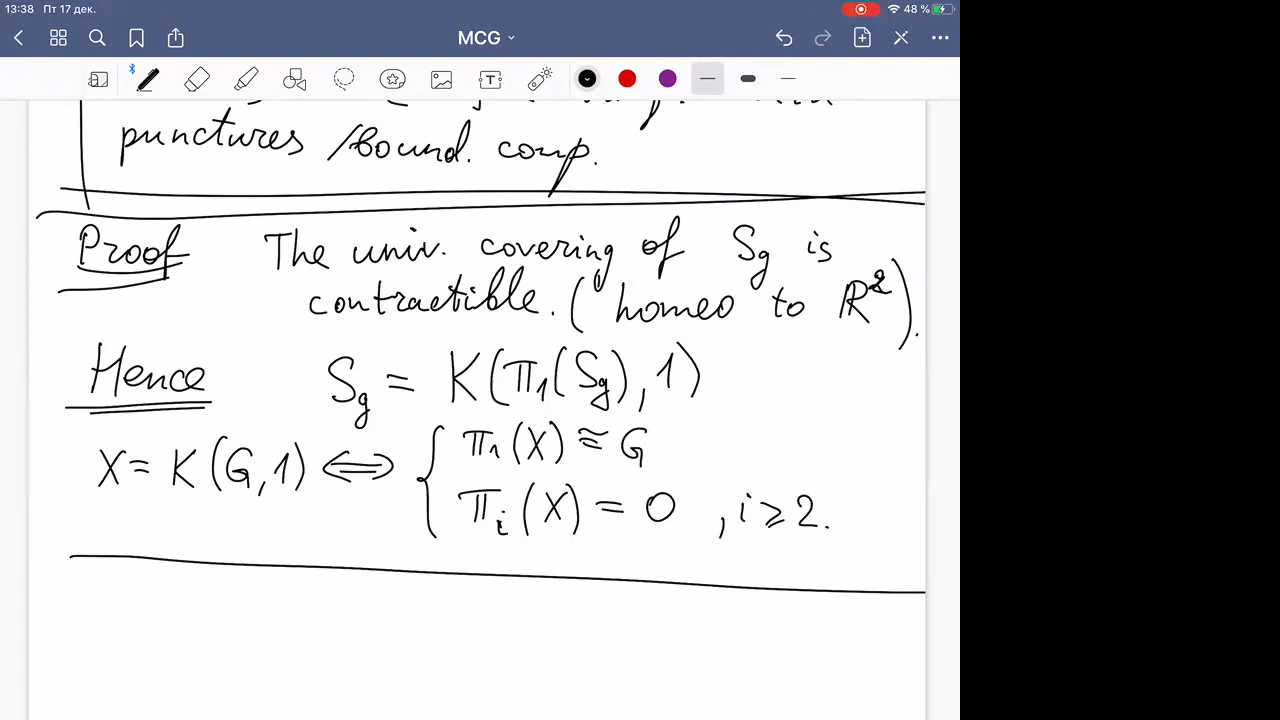 13:38 Пт 17 дек.
48 %
MCG
punctures /bound. comp.
Proof The univ. covering of Sg is
contractible. (homeo to ℝ²).
Hence Sg = K(π₁(Sg), 1)
X = K(G, 1) ⟺ { π₁(X) ≅ G
πᵢ(X) = 0 , i ⩾ 2.